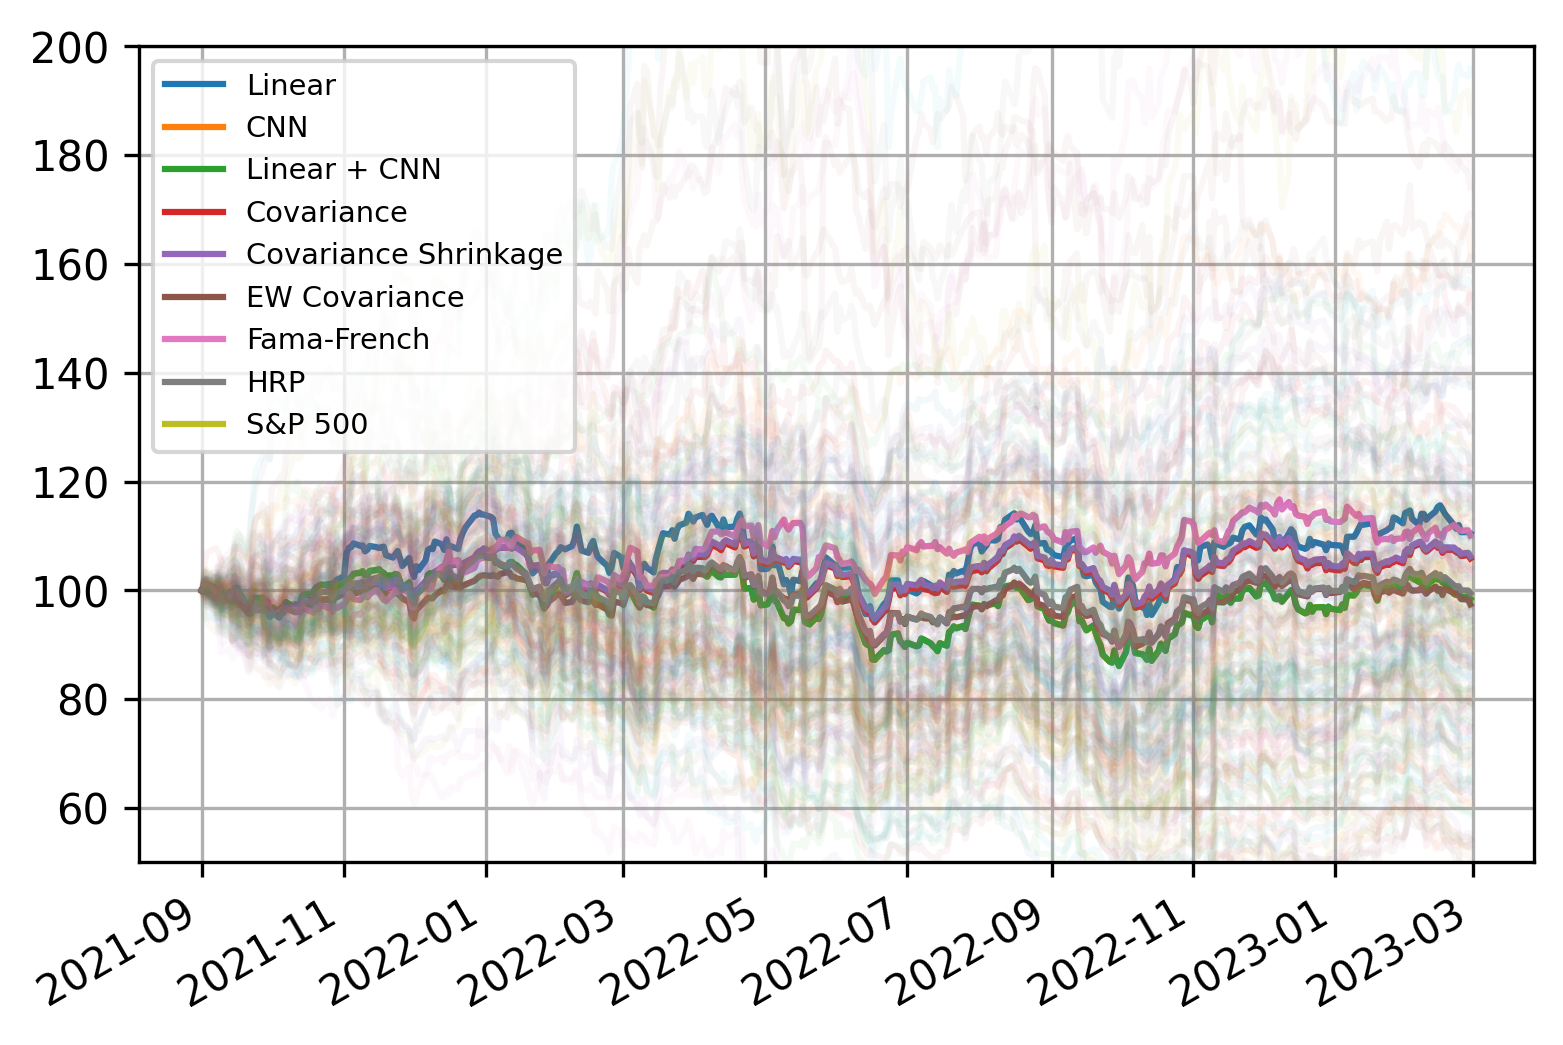 200
180
160
140
120
100
80
60
Linear
CNN
Linear + CNN
Covariance
Covariance Shrinkage
EW Covariance
Fama-French
HRP
S&P 500
2021-09
2021-11
2022-01
2022-03
2022-05
2022-07
2022-09
2022-11
2023-01
2023-03